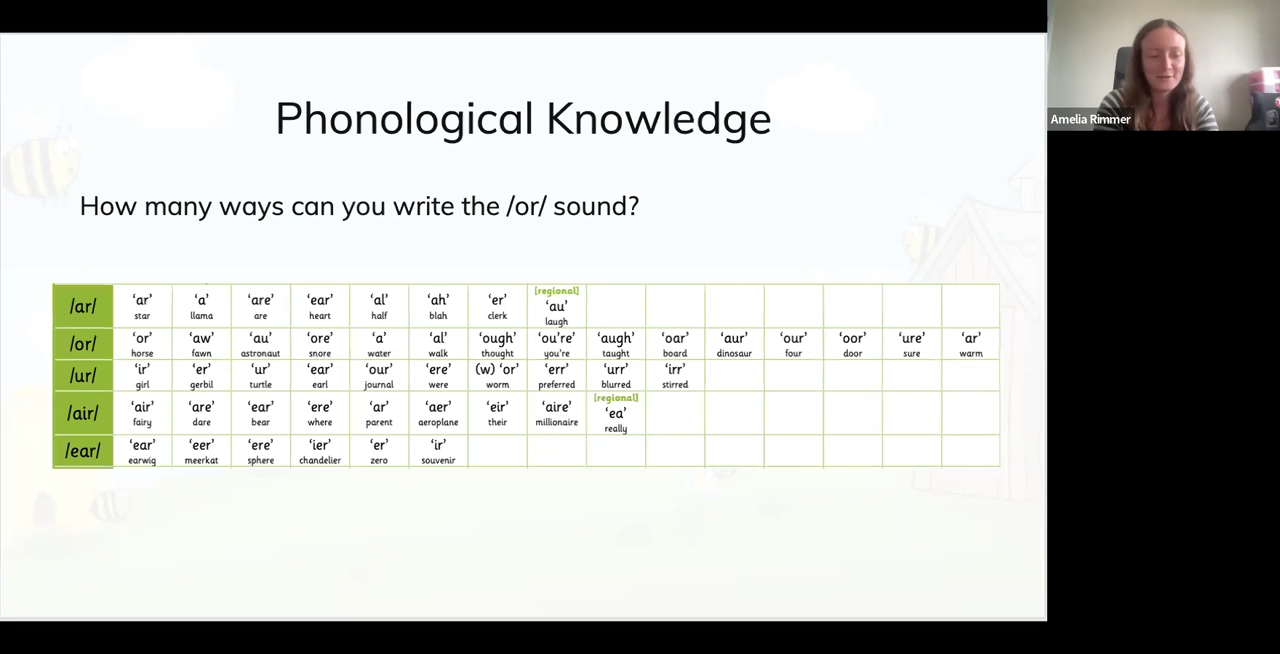 Phonological Knowledge
Amelia Rimmer
How many ways can you write the /or/ sound?
/ar/ 'ar' 'a' 'are' 'ear' 'al' 'ah' 'er' [regional] 'au'
star llama are heart half blah clerk laugh
/or/ 'or' 'aw' 'au' 'ore' 'a' 'al' 'ough' 'ou're' 'augh' 'oar' 'aur' 'our' 'oor' 'ure' 'ar'
horse fawn astronaut snore water walk thought you're taught board dinosaur four door sure warm
/ur/ 'ir' 'er' 'ur' 'ear' 'our' 'ere' (w) 'or' 'err' 'urr' 'irr'
girl gerbil turtle earl journal were worm preferred blurred stirred
/air/ 'air' 'are' 'ear' 'ere' 'ar' 'aer' 'eir' 'aire' [regional] 'ea'
fairy dare bear where parent aeroplane their millionaire really
/ear/ 'ear' 'eer' 'ere' 'ier' 'er' 'ir'
earwig meerkat sphere chandelier zero souvenir